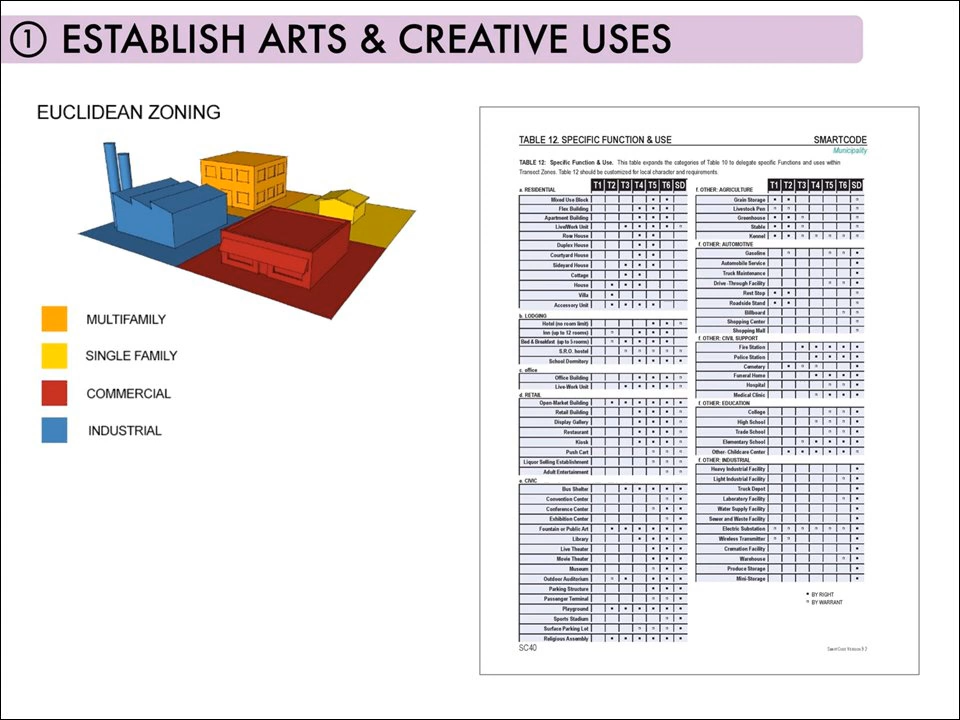 1 ESTABLISH ARTS & CREATIVE USES
EUCLIDEAN ZONING
MULTIFAMILY
SINGLE FAMILY
COMMERCIAL
INDUSTRIAL
TABLE 12. SPECIFIC FUNCTION & USE SMARTCODE
Municipality
TABLE 12: Specific Function & Use. This table expands the categories of Table 10 to delegate specific Functions and uses within
Transect Zones. Table 12 should be customized for local character and requirements.
a. RESIDENTIAL T1 T2 T3 T4 T5 T6 SD
Mixed Use Block
Flex Building
Apartment Building
Live/Work Unit
Row House
Duplex House
Courtyard House
Sideyard House
Cottage
House
Villa
Accessory Unit
b. LODGING
Hotel (no room limit)
Inn (up to 12 rooms)
Bed & Breakfast (up to 5 rooms)
S.R.O. hostel
School Dormitory
c. office
Office Building
Live-Work Unit
d. RETAIL
Open-Market Building
Retail Building
Display Gallery
Restaurant
Kiosk
Push Cart
Liquor Selling Establishment
Adult Entertainment
e. CIVIC
Bus Shelter
Convention Center
Conference Center
Exhibition Center
Fountain or Public Art
Library
Live Theater
Movie Theater
Museum
Outdoor Auditorium
Parking Structure
Passenger Terminal
Playground
Sports Stadium
Surface Parking Lot
Religious Assembly
SC40
f. OTHER: AGRICULTURE T1 T2 T3 T4 T5 T6 SD
Grain Storage
Livestock Pen
Greenhouse
Stable
Kennel
f. OTHER: AUTOMOTIVE
Gasoline
Automobile Service
Truck Maintenance
Drive -Through Facility
Rest Stop
Roadside Stand
Billboard
Shopping Center
Shopping Mall
f. OTHER: CIVIL SUPPORT
Fire Station
Police Station
Cemetery
Funeral Home
Hospital
Medical Clinic
f. OTHER: EDUCATION
College
High School
Trade School
Elementary School
Other- Childcare Center
f. OTHER: INDUSTRIAL
Heavy Industrial Facility
Light Industrial Facility
Truck Depot
Laboratory Facility
Water Supply Facility
Sewer and Waste Facility
Electric Substation
Wireless Transmitter
Cremation Facility
Warehouse
Produce Storage
Mini-Storage
BY RIGHT
BY WARRANT